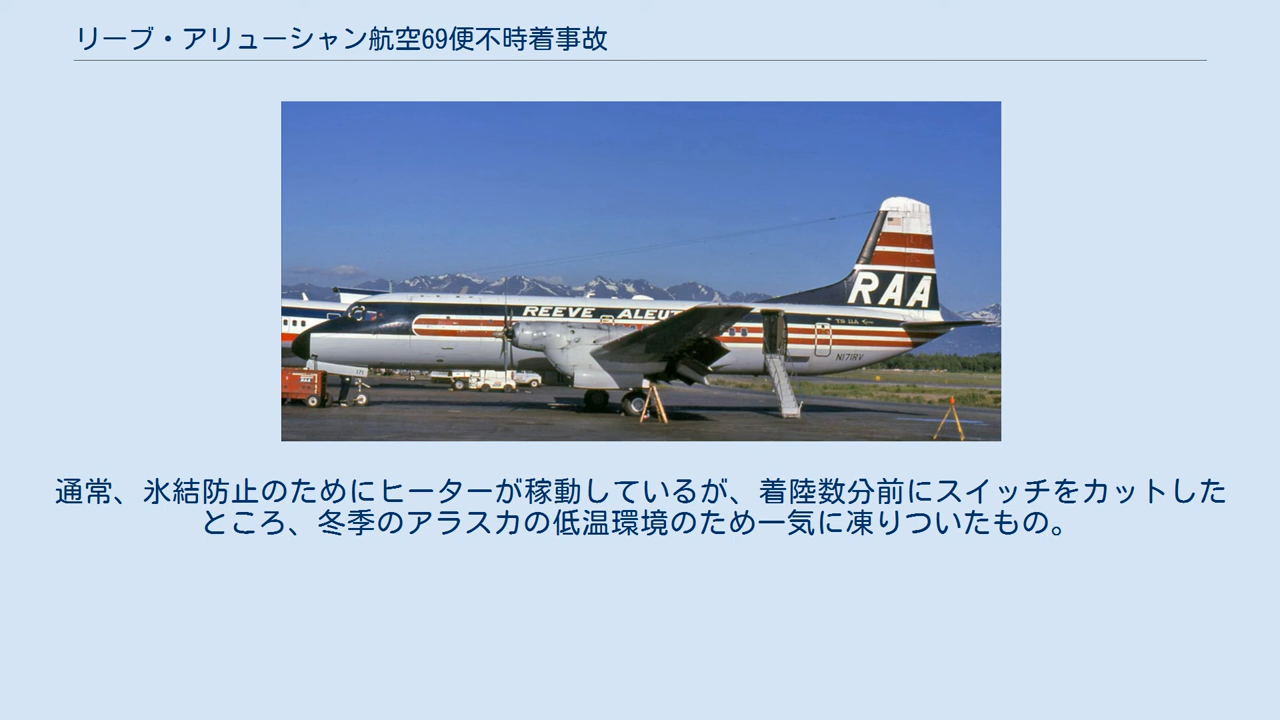 リーブ・アリューシャン航空69便不時着事故
RAA
REEVE ALEUT
YS-11A
N171RV
171
通常、氷結防止のためにヒーターが稼動しているが、着陸数分前にスイッチをカットした
ところ、冬季のアラスカの低温環境のため一気に凍りついたもの。